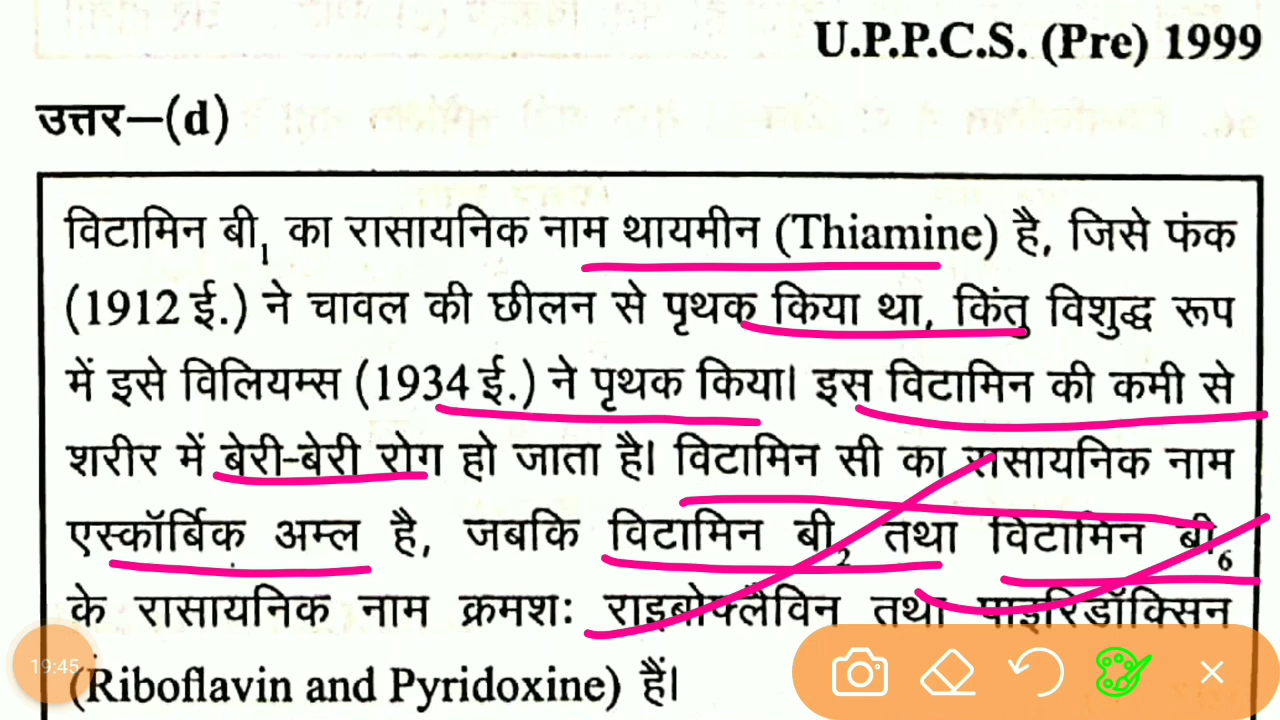 U.P.P.C.S. (Pre) 1999
उत्तर–(d)
विटामिन बी1 का रासायनिक नाम थायमीन (Thiamine) है, जिसे फंक
(1912 ई.) ने चावल की छीलन से पृथक किया था, किंतु विशुद्ध रूप
में इसे विलियम्स (1934 ई.) ने पृथक किया। इस विटामिन की कमी से
शरीर में बेरी-बेरी रोग हो जाता है। विटामिन सी का रासायनिक नाम
एस्कॉर्बिक अम्ल है, जबकि विटामिन बी2 तथा विटामिन बी6
के रासायनिक नाम क्रमशः राइबोफ्लैविन तथा पाइरिडॉक्सिन
(Riboflavin and Pyridoxine) हैं।
19:45